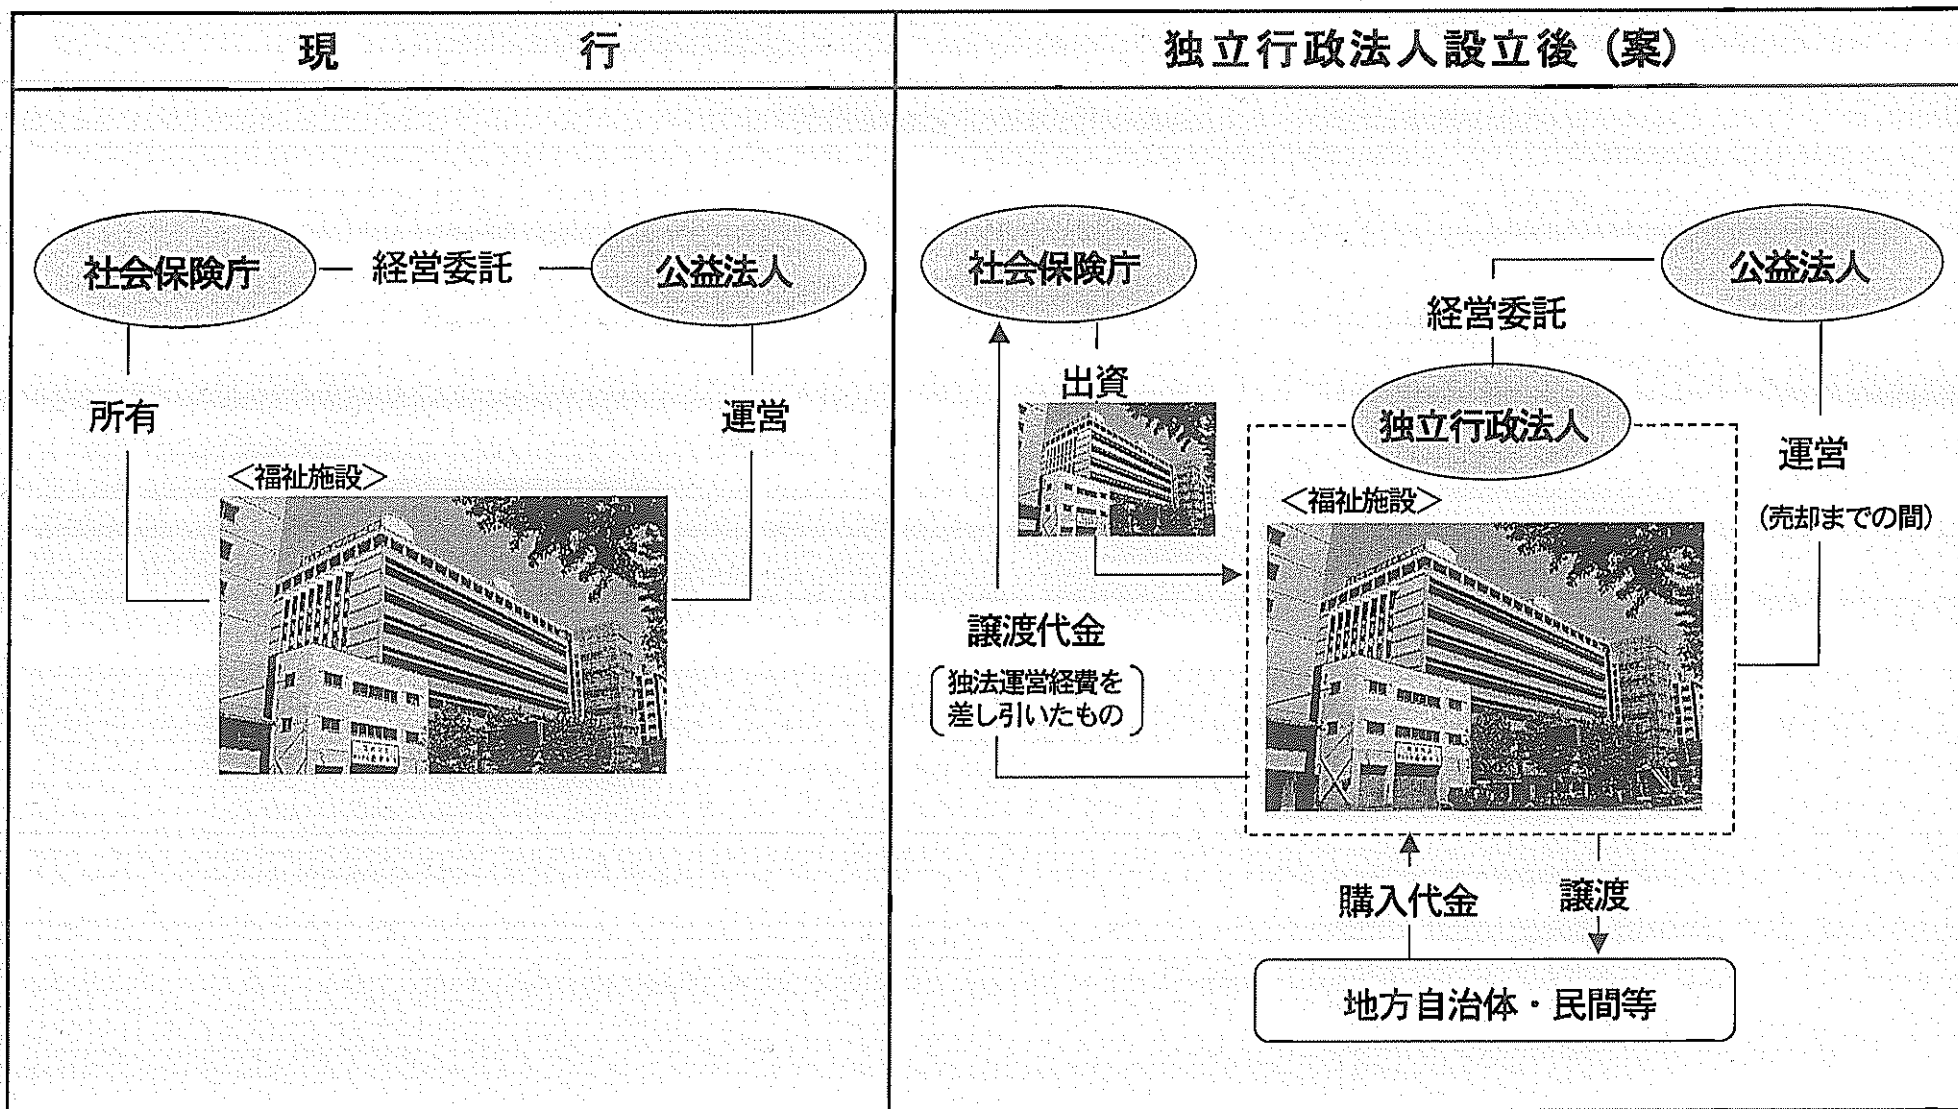 現　　　行
社会保険庁
経営委託
公益法人
所有
運営
＜福祉施設＞
独立行政法人設立後（案）
社会保険庁
公益法人
経営委託
出資
独立行政法人
運営
（売却までの間）
＜福祉施設＞
譲渡代金
独法運営経費を
差し引いたもの
購入代金
譲渡
地方自治体・民間等